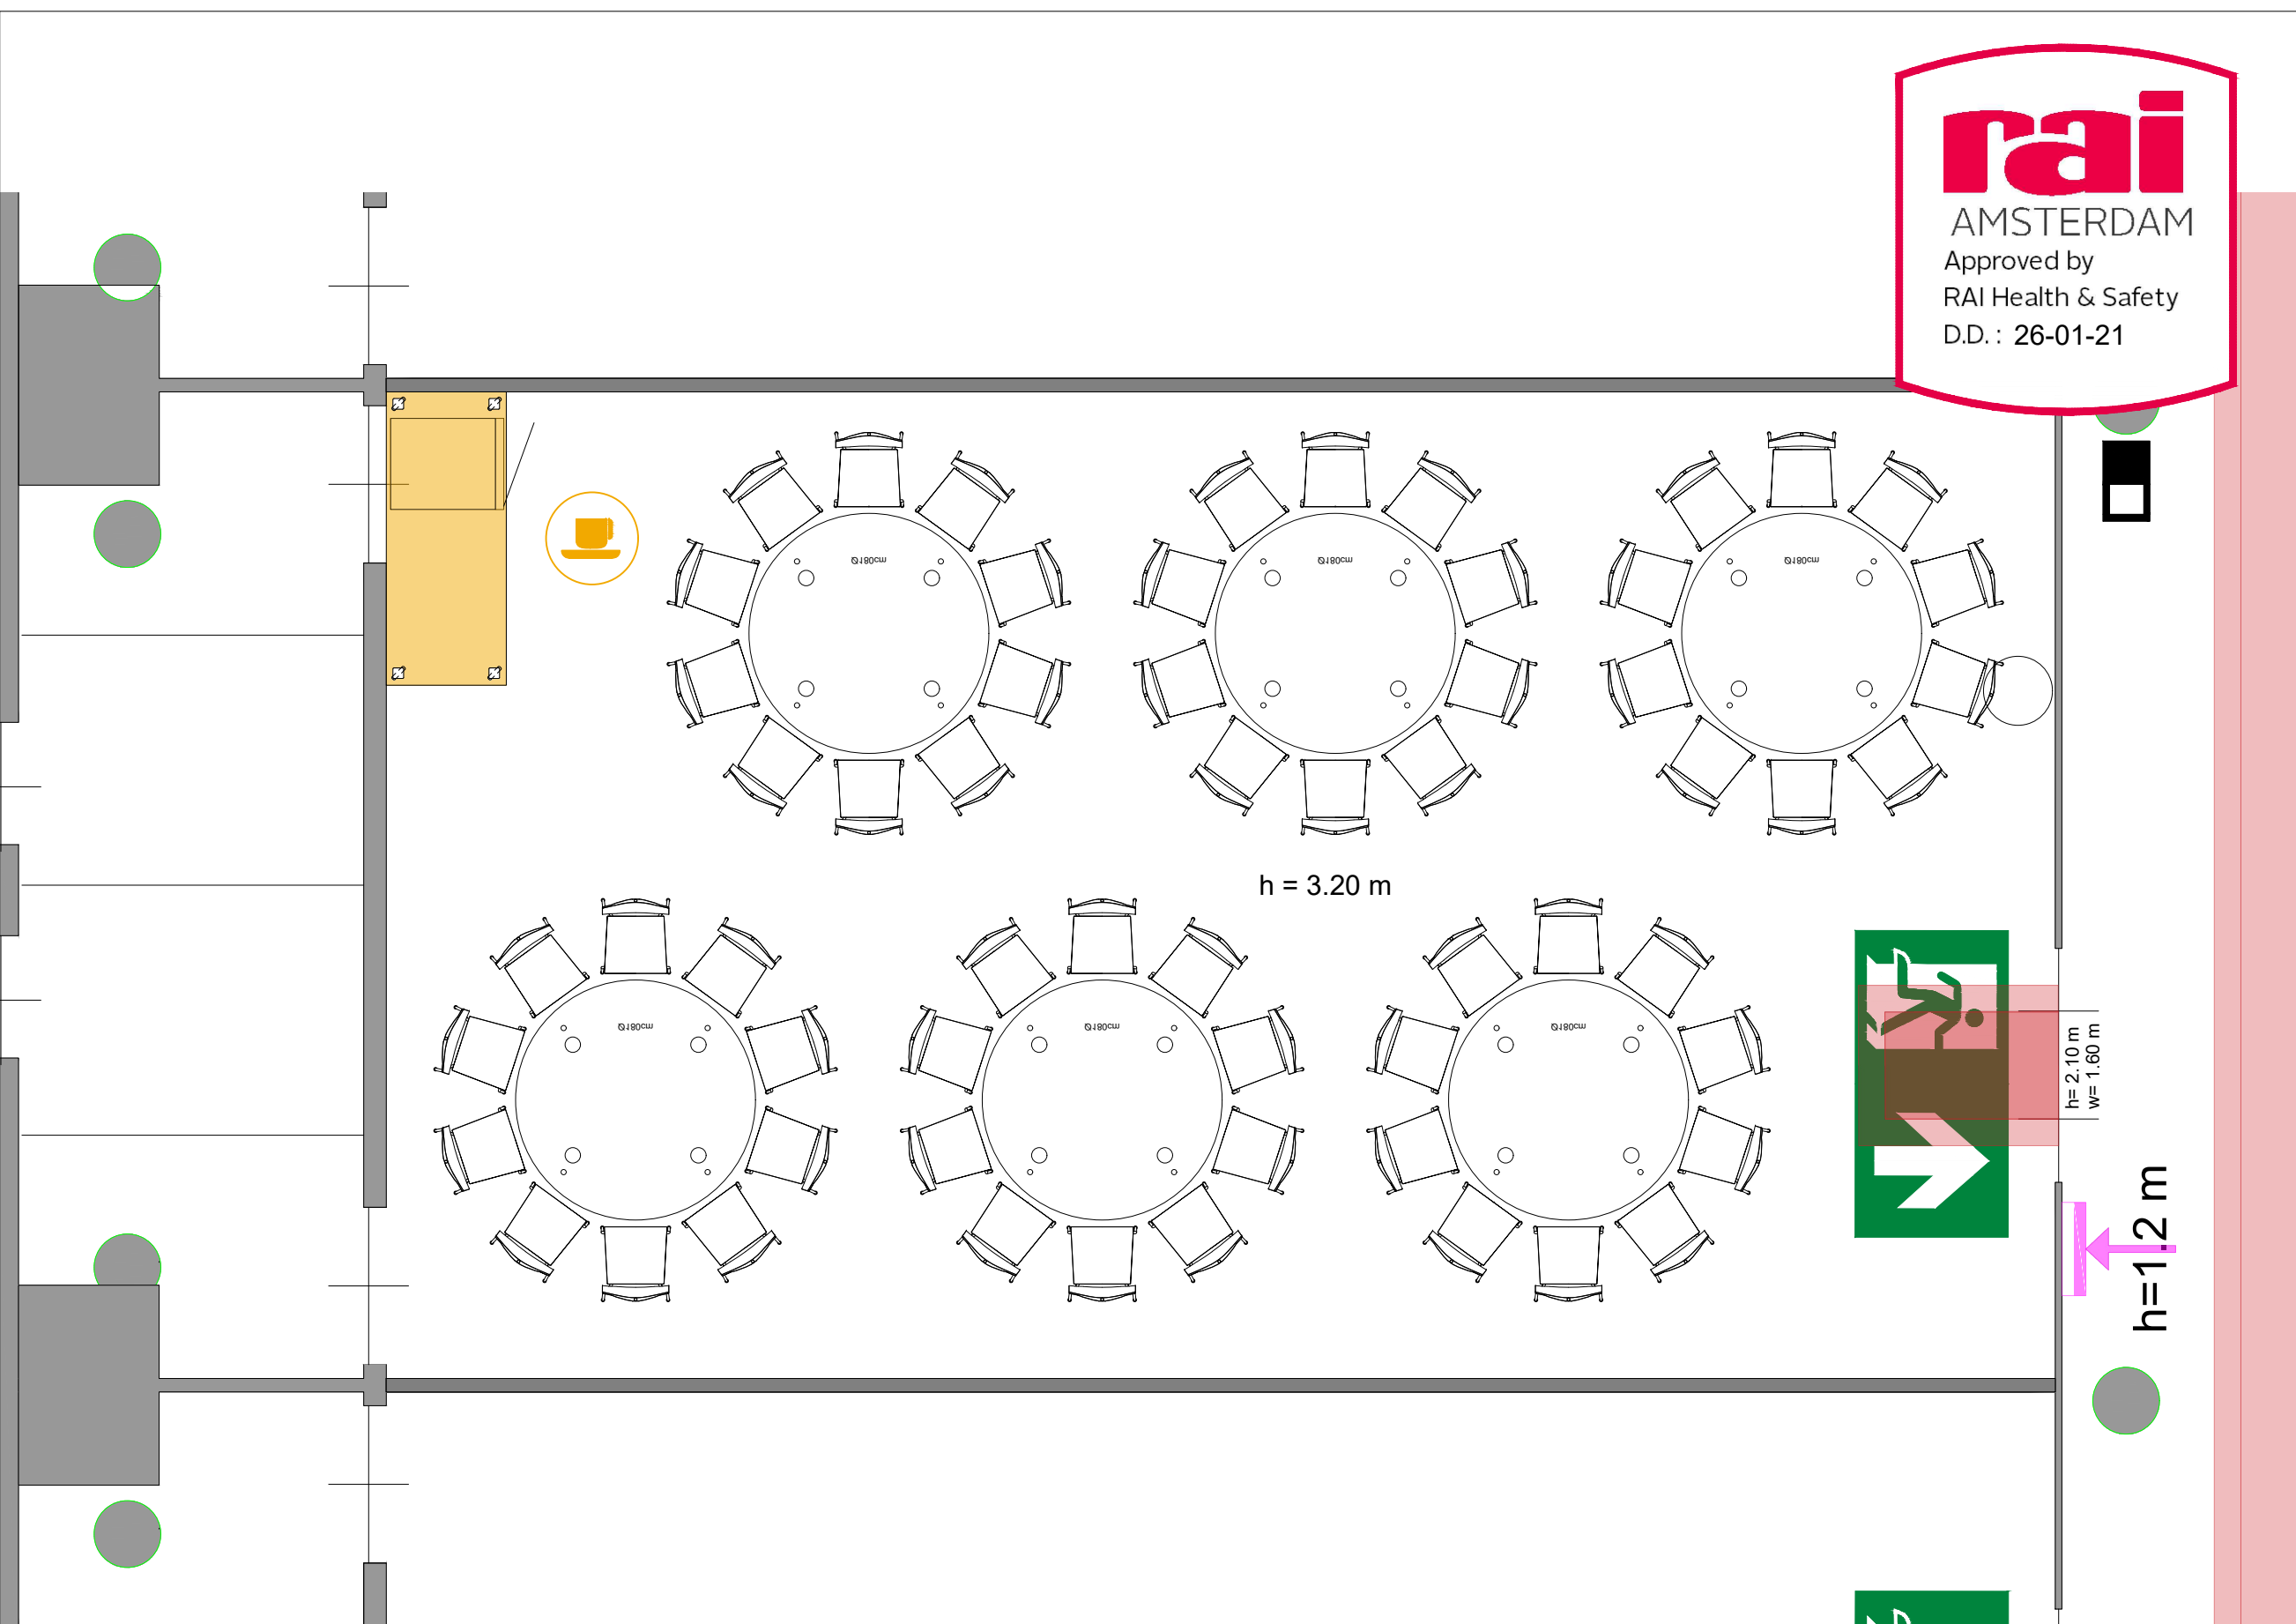 rai
AMSTERDAM
Approved by
RAI Health & Safety
D.D. : 26-01-21
Ø180cm
Ø180cm
Ø180cm
h = 3.20 m
Ø180cm
Ø180cm
Ø180cm
h= 2.10 m
w= 1.60 m
h=1.2 m